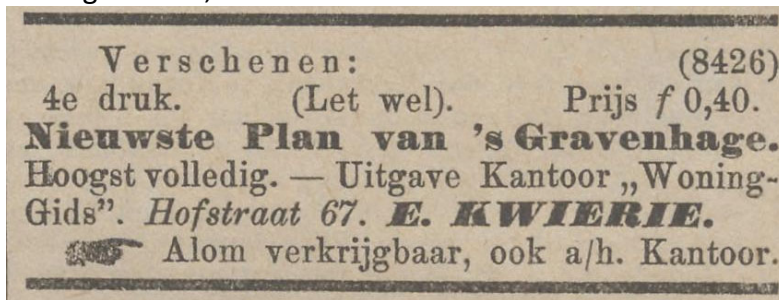 Verschenen: (8426)
4e druk. (Let wel). Prijs f 0,40.
Nieuwste Plan van 's Gravenhage.
Hoogst volledig. — Uitgave Kantoor „Woning-
Gids”. Hofstraat 67. E. KWIERIE.
Alom verkrijgbaar, ook a/h. Kantoor.